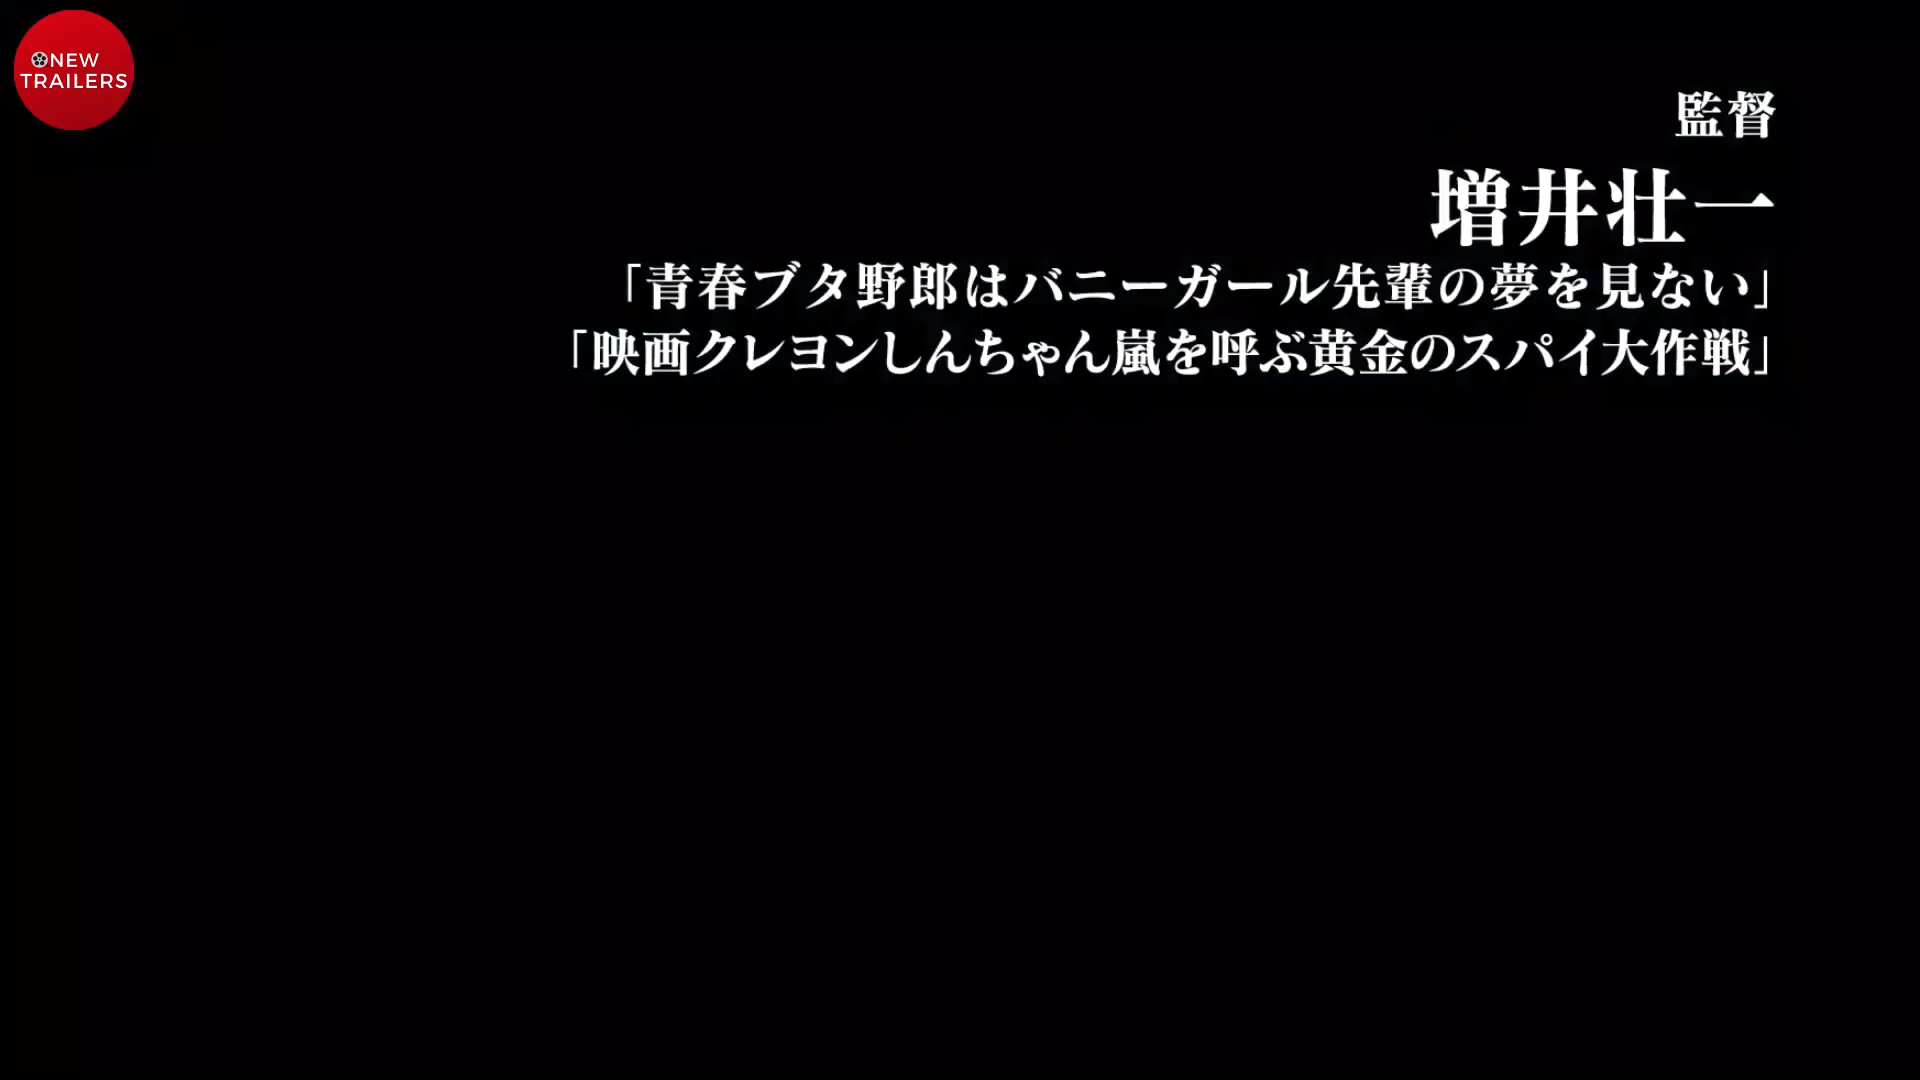 NEW
TRAILERS
監督
増井壮一
「青春ブタ野郎はバニーガール先輩の夢を見ない」
「映画クレヨンしんちゃん嵐を呼ぶ黄金のスパイ大作戦」